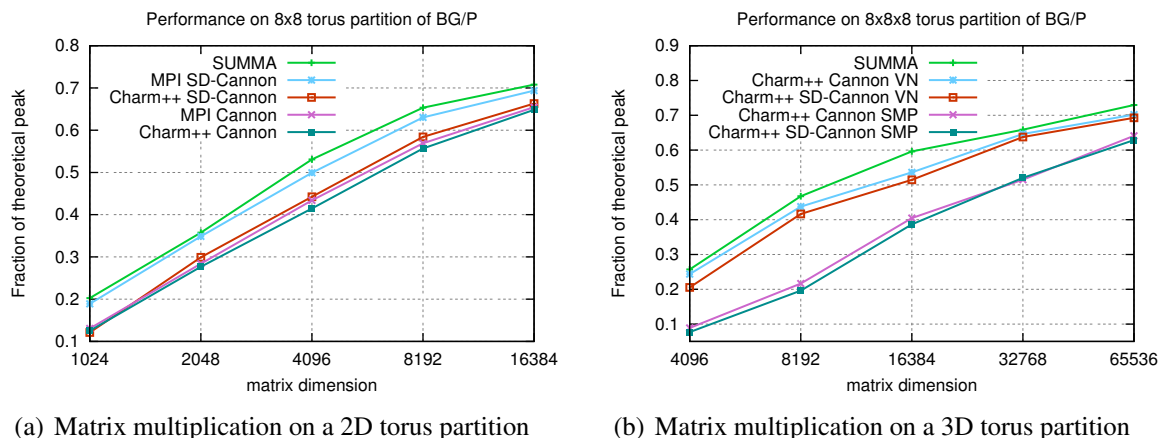 Performance on 8x8 torus partition of BG/P
0.8
0.7
0.6
0.5
0.4
0.3
0.2
0.1
Fraction of theoretical peak
SUMMA
MPI SD-Cannon
Charm++ SD-Cannon
MPI Cannon
Charm++ Cannon
1024 2048 4096 8192 16384
matrix dimension
(a) Matrix multiplication on a 2D torus partition
Performance on 8x8x8 torus partition of BG/P
0.9
0.8
0.7
0.6
0.5
0.4
0.3
0.2
0.1
Fraction of theoretical peak
SUMMA
Charm++ Cannon VN
Charm++ SD-Cannon VN
Charm++ Cannon SMP
Charm++ SD-Cannon SMP
4096 8192 16384 32768 65536
matrix dimension
(b) Matrix multiplication on a 3D torus partition